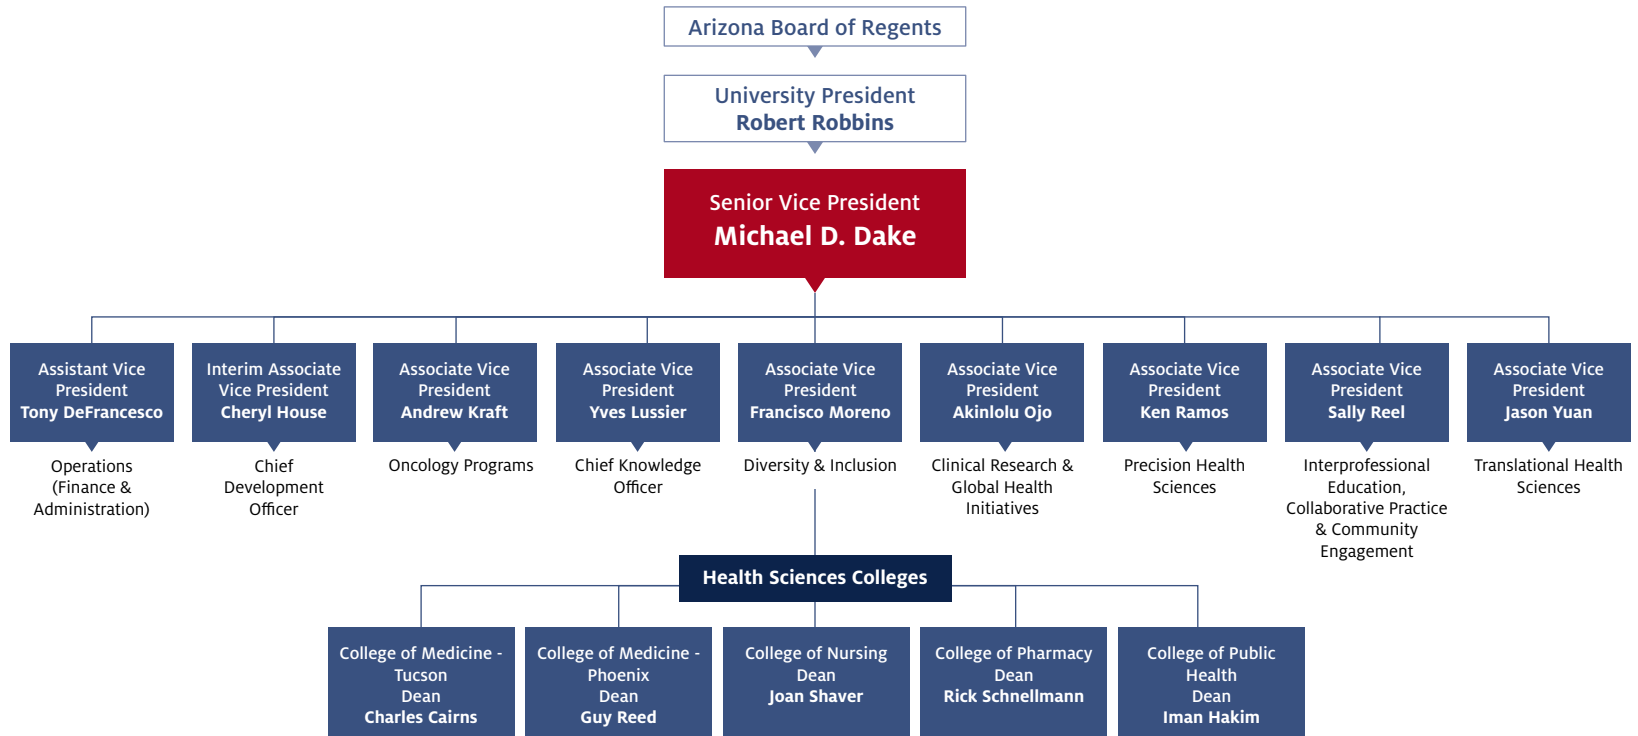 Arizona Board of Regents
University President
Robert Robbins
Senior Vice President
Michael D. Dake
Assistant Vice
President
Tony DeFrancesco
Operations
(Finance &
Administration)
Interim Associate
Vice President
Cheryl House
Chief
Development
Officer
Associate Vice
President
Andrew Kraft
Oncology Programs
Associate Vice
President
Yves Lussier
Chief Knowledge
Officer
Associate Vice
President
Francisco Moreno
Diversity & Inclusion
Associate Vice
President
Akinlolu Ojo
Clinical Research &
Global Health
Initiatives
Associate Vice
President
Ken Ramos
Precision Health
Sciences
Associate Vice
President
Sally Reel
Interprofessional
Education,
Collaborative Practice
& Community
Engagement
Associate Vice
President
Jason Yuan
Translational Health
Sciences
Health Sciences Colleges
College of Medicine -
Tucson
Dean
Charles Cairns
College of Medicine -
Phoenix
Dean
Guy Reed
College of Nursing
Dean
Joan Shaver
College of Pharmacy
Dean
Rick Schnellmann
College of Public
Health
Dean
Iman Hakim